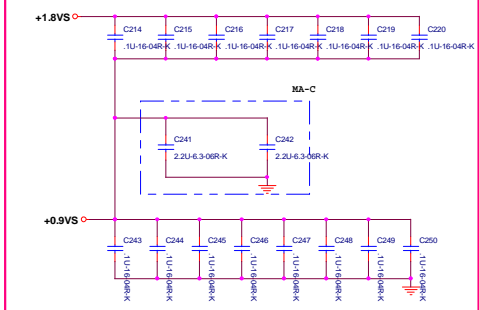 +1.8VS
C214 C215 C216 C217 C218 C219 C220
.1U-16-04R-K .1U-16-04R-K .1U-16-04R-K .1U-16-04R-K .1U-16-04R-K .1U-16-04R-K .1U-16-04R-K
MA-C
C241 C242
2.2U-6.3-06R-K 2.2U-6.3-06R-K
+0.9VS
C243 C244 C245 C246 C247 C248 C249 C250
.1U-16-04R-K .1U-16-04R-K .1U-16-04R-K .1U-16-04R-K .1U-16-04R-K .1U-16-04R-K .1U-16-04R-K .1U-16-04R-K